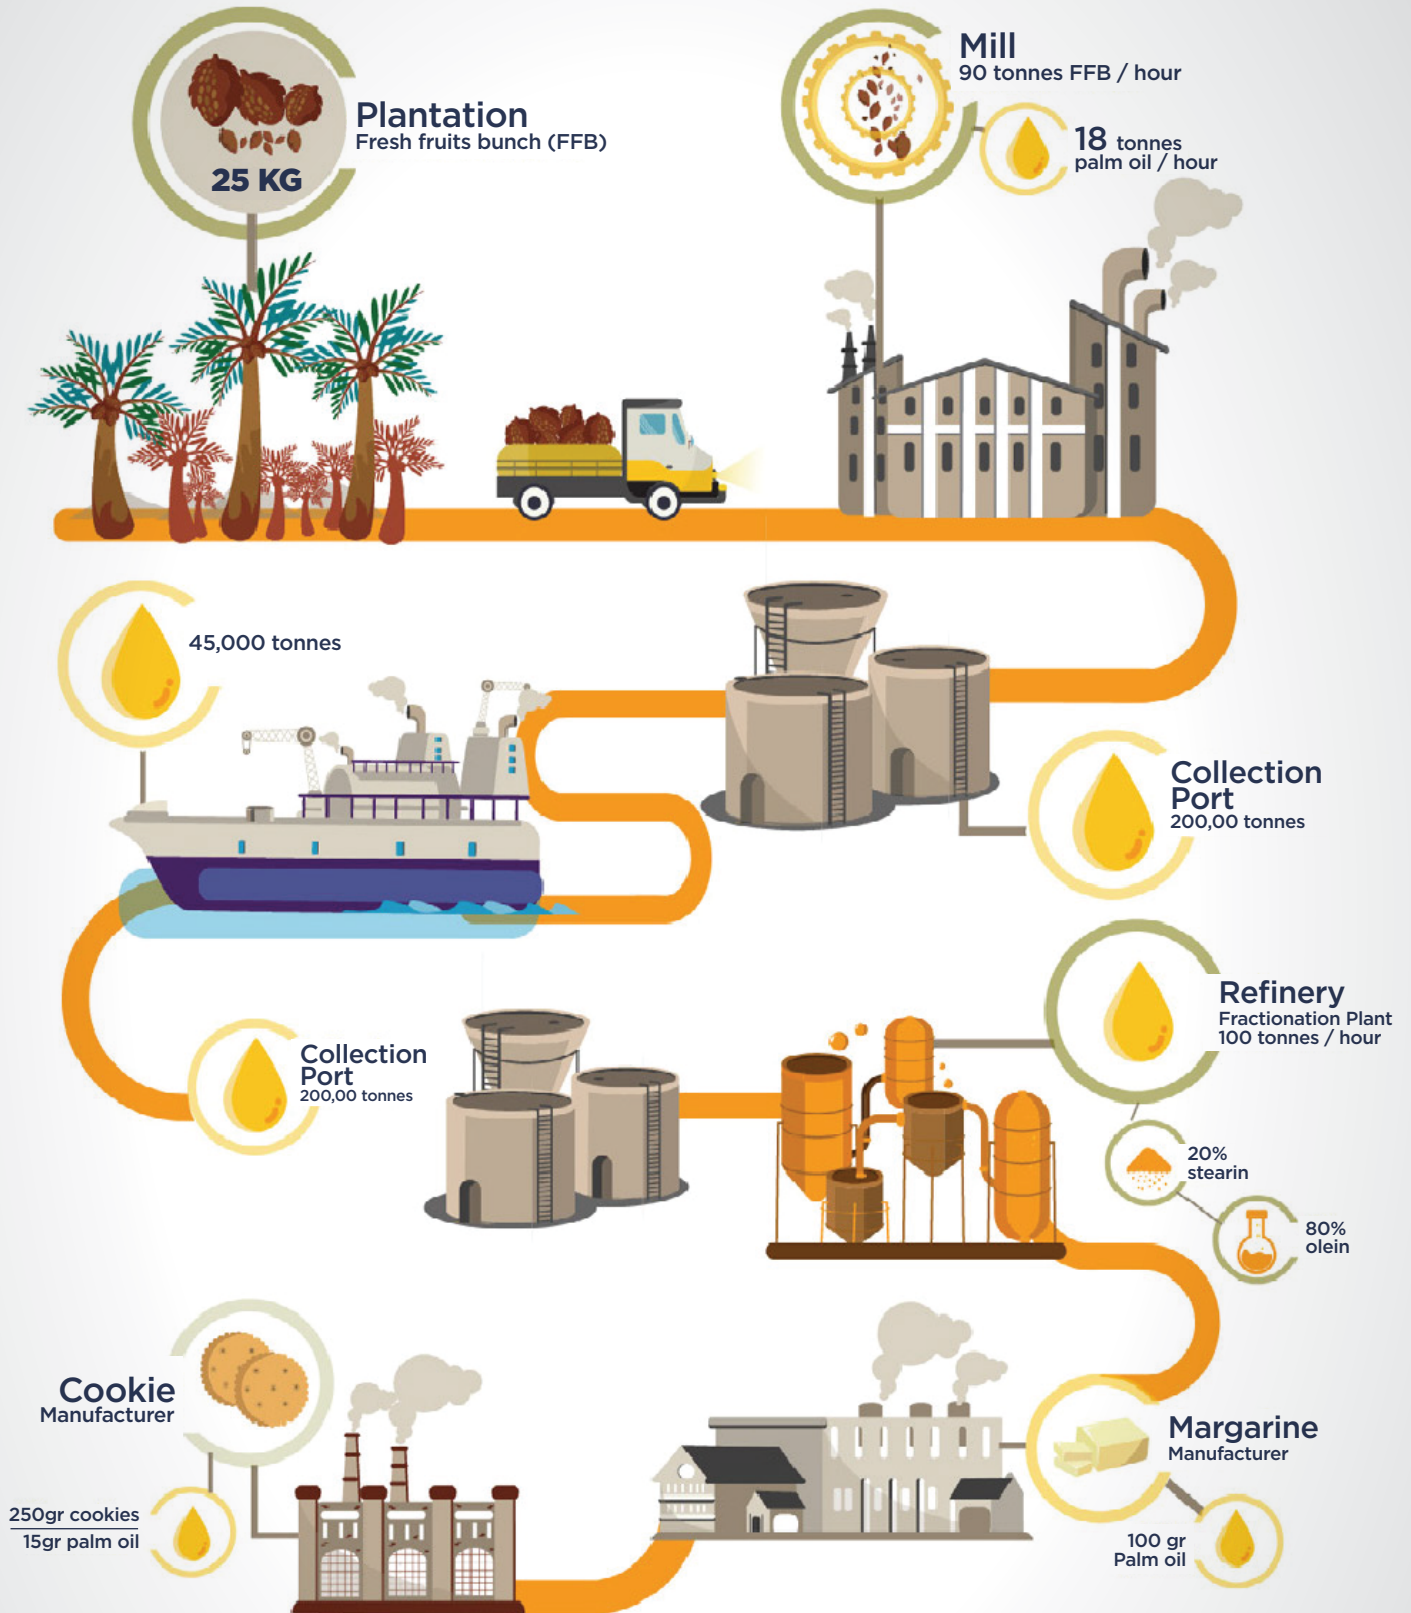 Plantation
Fresh fruits bunch (FFB)
25 KG
Mill
90 tonnes FFB / hour
18 tonnes
palm oil / hour
45,000 tonnes
Collection
Port
200,00 tonnes
Refinery
Fractionation Plant
100 tonnes / hour
Collection
Port
200,00 tonnes
20%
stearin
80%
olein
Cookie
Manufacturer
250gr cookies
15gr palm oil
Margarine
Manufacturer
100 gr
Palm oil